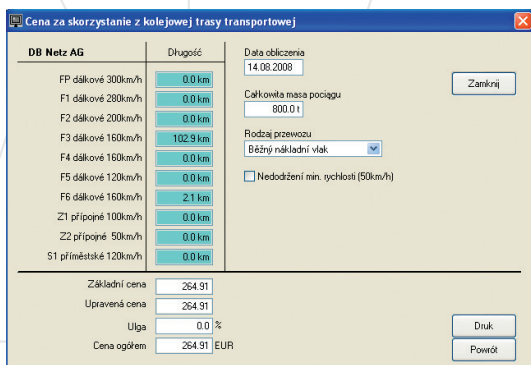 Cena za skorzystanie z kolejowej trasy transportowej
DB Netz AG Długość
FP dálkové 300km/h 0.0 km
F1 dálkové 280km/h 0.0 km
F2 dálkové 200km/h 0.0 km
F3 dálkové 160km/h 102.9 km
F4 dálkové 160km/h 0.0 km
F5 dálkové 120km/h 0.0 km
F6 dálkové 160km/h 2.1 km
Z1 přípojné 100km/h 0.0 km
Z2 přípojné 50km/h 0.0 km
S1 příměstské 120km/h 0.0 km
Data obliczenia
14.08.2008
Całkowita masa pociągu
800.0 t
Rodzaj przewozu
Běžný nákladní vlak
Nedodržení min. rychlosti (50km/h)
Zamknij
Základní cena 264.91
Upravená cena 264.91
Ulga 0.0 %
Cena ogółem 264.91 EUR
Druk
Powrót